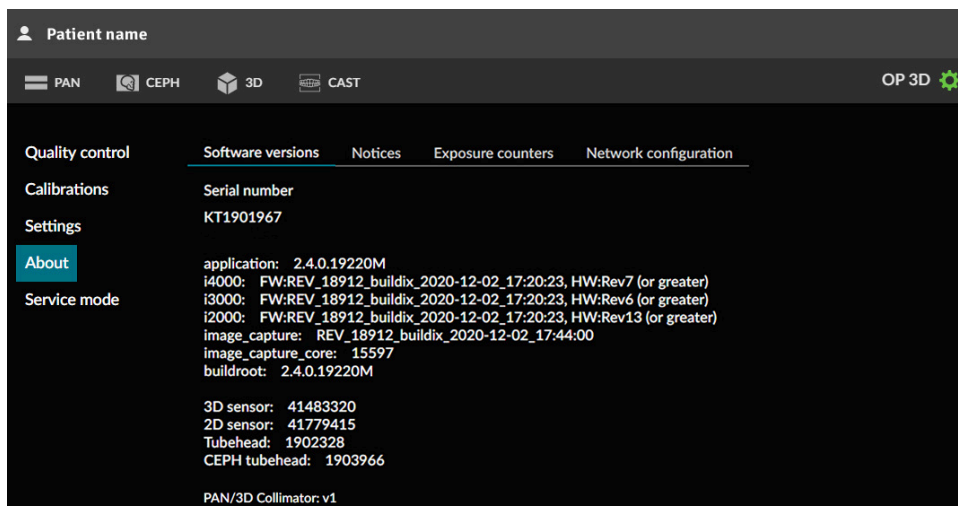 Patient name
PAN CEPH 3D CAST OP 3D
Quality control
Calibrations
Settings
About
Service mode
Software versions Notices Exposure counters Network configuration
Serial number
KT1901967
application: 2.4.0.19220M
i4000: FW:REV_18912_buildix_2020-12-02_17:20:23, HW:Rev7 (or greater)
i3000: FW:REV_18912_buildix_2020-12-02_17:20:23, HW:Rev6 (or greater)
i2000: FW:REV_18912_buildix_2020-12-02_17:20:23, HW:Rev13 (or greater)
image_capture: REV_18912_buildix_2020-12-02_17:44:00
image_capture_core: 15597
buildroot: 2.4.0.19220M
3D sensor: 41483320
2D sensor: 41779415
Tubehead: 1902328
CEPH tubehead: 1903966
PAN/3D Collimator: v1